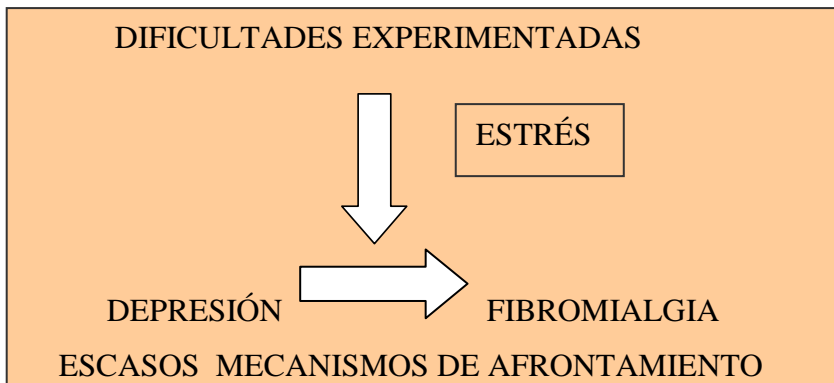 DIFICULTADES EXPERIMENTADAS
ESTRÉS
DEPRESIÓN FIBROMIALGIA
ESCASOS MECANISMOS DE AFRONTAMIENTO